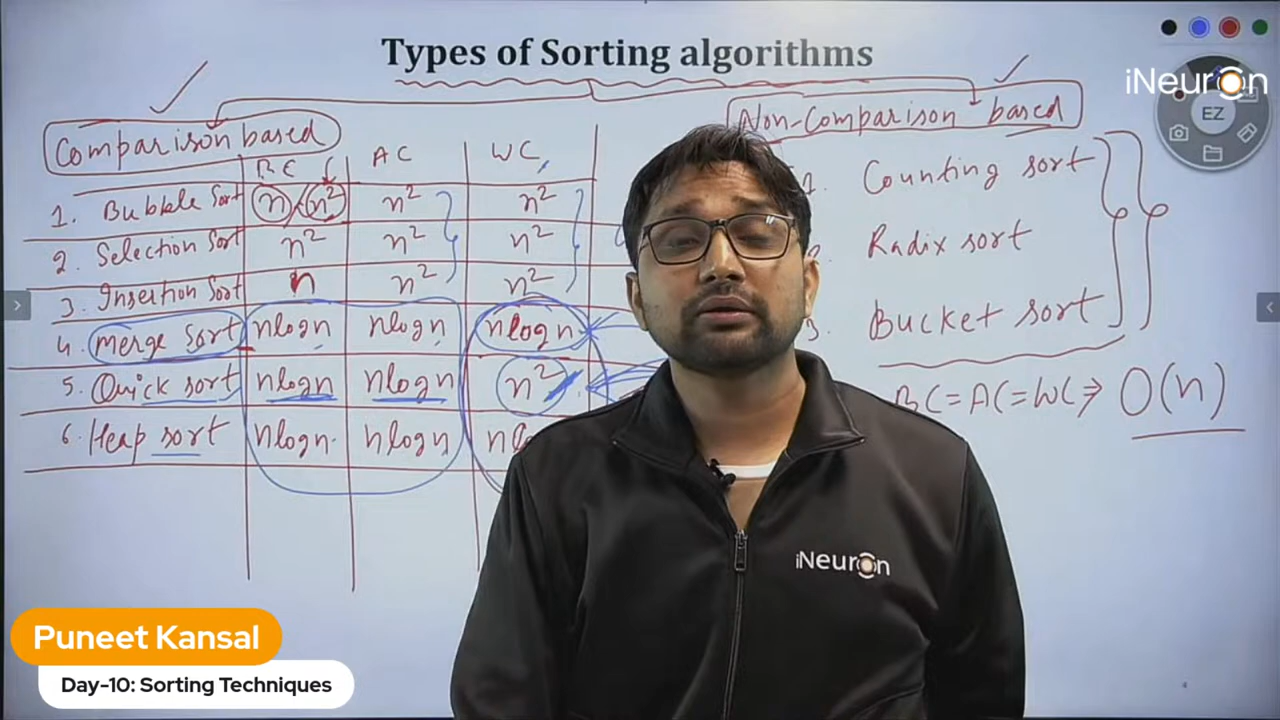 Types of Sorting algorithms
iNeuron
EZ
Comparison based
Non-Comparison based
BC AC WC
1. Bubble Sort n/n² n² n²
2. Selection Sort n² n² n²
3. Insertion Sort n n² n²
4. Merge Sort nlogn nlogn nlogn
5. Quick sort nlogn nlogn n²
6. Heap sort nlogn nlogn
1. Counting sort
Radix sort
3. Bucket sort
BC=AC=WC⇒ O(n)
iNeuron
Puneet Kansal
Day-10: Sorting Techniques
4